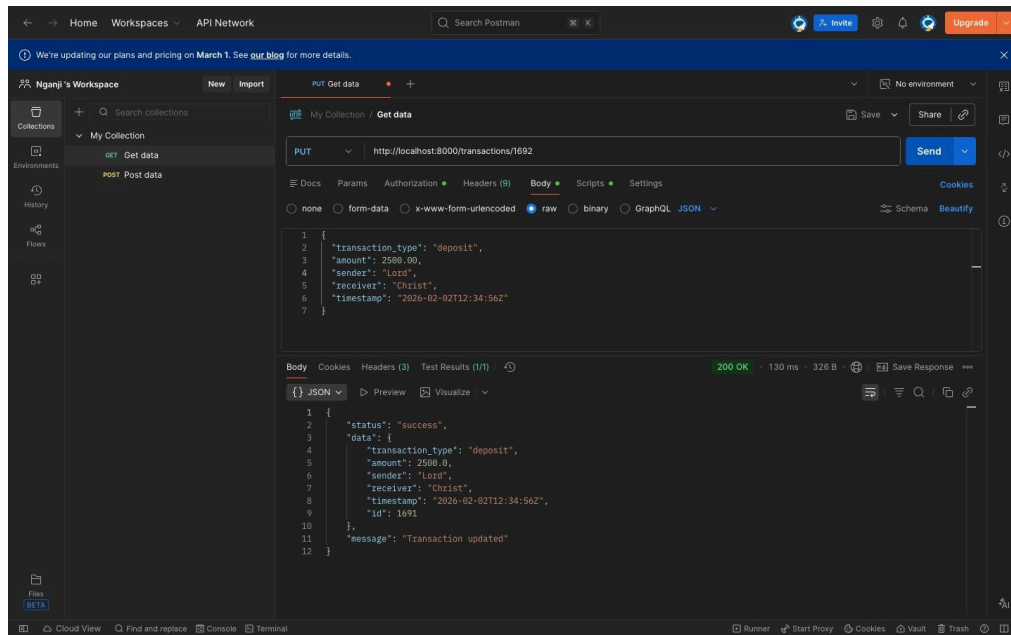 Home Workspaces API Network Search Postman ⌘ K Invite Upgrade
We're updating our plans and pricing on March 1. See our blog for more details.
Nganji 's Workspace New Import PUT Get data No environment
Collections
Search collections
My Collection / Get data Save Share
My Collection
GET Get data
POST Post data
Environments
History
Flows
PUT http://localhost:8000/transactions/1692 Send
Docs Params Authorization Headers (9) Body Scripts Settings Cookies
none form-data x-www-form-urlencoded raw binary GraphQL JSON Schema Beautify
1 {
2 "transaction_type": "deposit",
3 "amount": 2500.00,
4 "sender": "Lord",
5 "receiver": "Christ",
6 "timestamp": "2026-02-02T12:34:56Z"
7 }
Body Cookies Headers (3) Test Results (1/1) 200 OK 130 ms 326 B Save Response
{} JSON Preview Visualize
1 {
2 "status": "success",
3 "data": {
4 "transaction_type": "deposit",
5 "amount": 2500.0,
6 "sender": "Lord",
7 "receiver": "Christ",
8 "timestamp": "2026-02-02T12:34:56Z",
9 "id": 1691
10 },
11 "message": "Transaction updated"
12 }
Files
BETA
AI
Cloud View Find and replace Console Terminal Runner Start Proxy Cookies Vault Trash